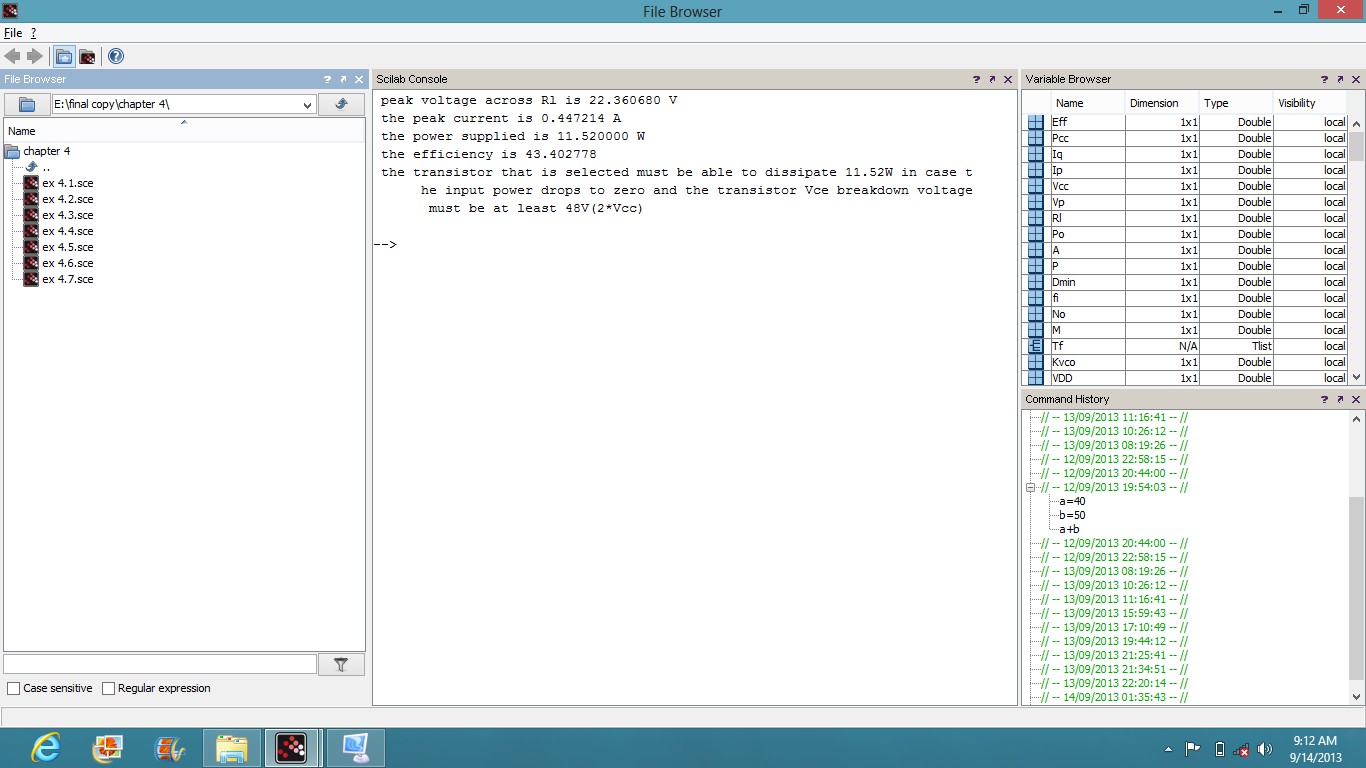 File Browser
File ?
File Browser
E:\final copy\chapter 4\
Name
chapter 4
..
ex 4.1.sce
ex 4.2.sce
ex 4.3.sce
ex 4.4.sce
ex 4.5.sce
ex 4.6.sce
ex 4.7.sce
Case sensitive Regular expression
Scilab Console
peak voltage across Rl is 22.360680 V
the peak current is 0.447214 A
the power supplied is 11.520000 W
the efficiency is 43.402778
the transistor that is selected must be able to dissipate 11.52W in case t
he input power drops to zero and the transistor Vce breakdown voltage
must be at least 48V(2*Vcc)
-->
Variable Browser
Name Dimension Type Visibility
Eff 1x1 Double local
Pcc 1x1 Double local
Iq 1x1 Double local
Ip 1x1 Double local
Vcc 1x1 Double local
Vp 1x1 Double local
Rl 1x1 Double local
Po 1x1 Double local
A 1x1 Double local
P 1x1 Double local
Dmin 1x1 Double local
fi 1x1 Double local
No 1x1 Double local
M 1x1 Double local
Tf N/A Tlist local
Kvco 1x1 Double local
VDD 1x1 Double local
Command History
// -- 13/09/2013 11:16:41 -- //
// -- 13/09/2013 10:26:12 -- //
// -- 13/09/2013 08:19:26 -- //
// -- 12/09/2013 22:58:15 -- //
// -- 12/09/2013 20:44:00 -- //
// -- 12/09/2013 19:54:03 -- //
a=40
b=50
a+b
// -- 12/09/2013 20:44:00 -- //
// -- 12/09/2013 22:58:15 -- //
// -- 13/09/2013 08:19:26 -- //
// -- 13/09/2013 10:26:12 -- //
// -- 13/09/2013 11:16:41 -- //
// -- 13/09/2013 15:59:43 -- //
// -- 13/09/2013 17:10:49 -- //
// -- 13/09/2013 19:44:12 -- //
// -- 13/09/2013 21:25:41 -- //
// -- 13/09/2013 21:34:51 -- //
// -- 13/09/2013 22:20:14 -- //
// -- 14/09/2013 01:35:43 -- //
9:12 AM
9/14/2013